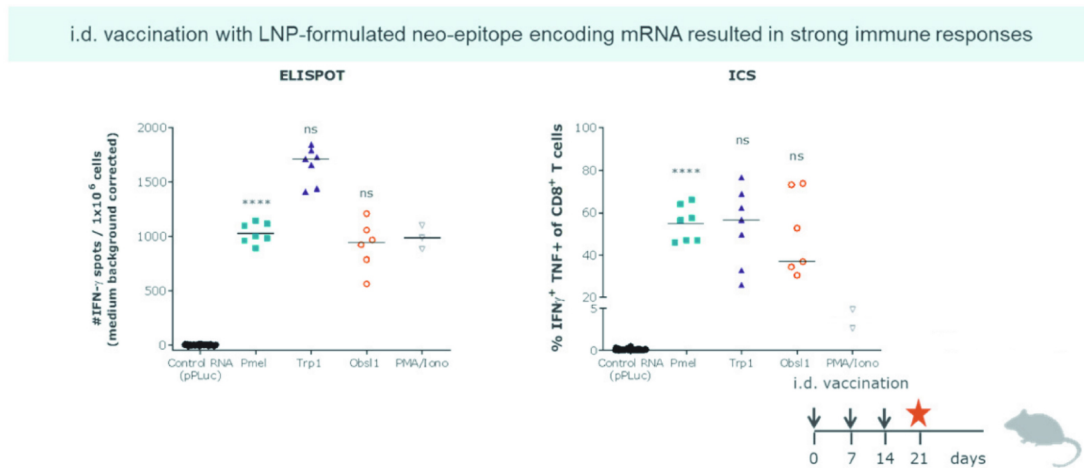 i.d. vaccination with LNP-formulated neo-epitope encoding mRNA resulted in strong immune responses
ELISPOT
#IFN-γ spots / 1x10⁶ cells
(medium background corrected)
2000
1500
1000
500
0
****
ns
ns
Control RNA
(pPLuc)
Pmel
Trp1
Obsl1
PMA/Iono
ICS
% IFNγ⁺ TNF+ of CD8⁺ T cells
100
80
60
40
20
5
0
****
ns
ns
Control RNA
(pPLuc)
Pmel
Trp1
Obsl1
PMA/Iono
i.d. vaccination
0 7 14 21 days